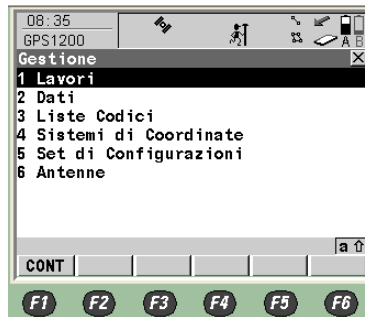 08:35
GPS1200
A B
Gestione
1 Lavori
2 Dati
3 Liste Codici
4 Sistemi di Coordinate
5 Set di Configurazioni
6 Antenne
a
CONT
F1 F2 F3 F4 F5 F6